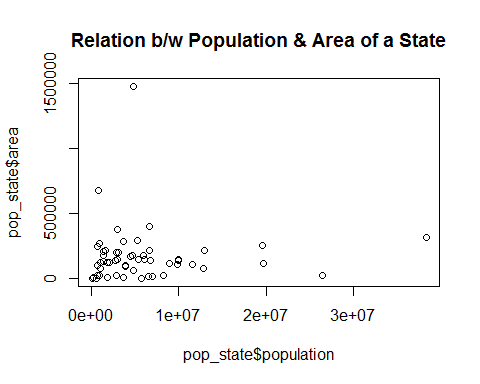 Relation b/w Population & Area of a State
pop_state$area
1500000
500000
0
0e+00 1e+07 2e+07 3e+07
pop_state$population